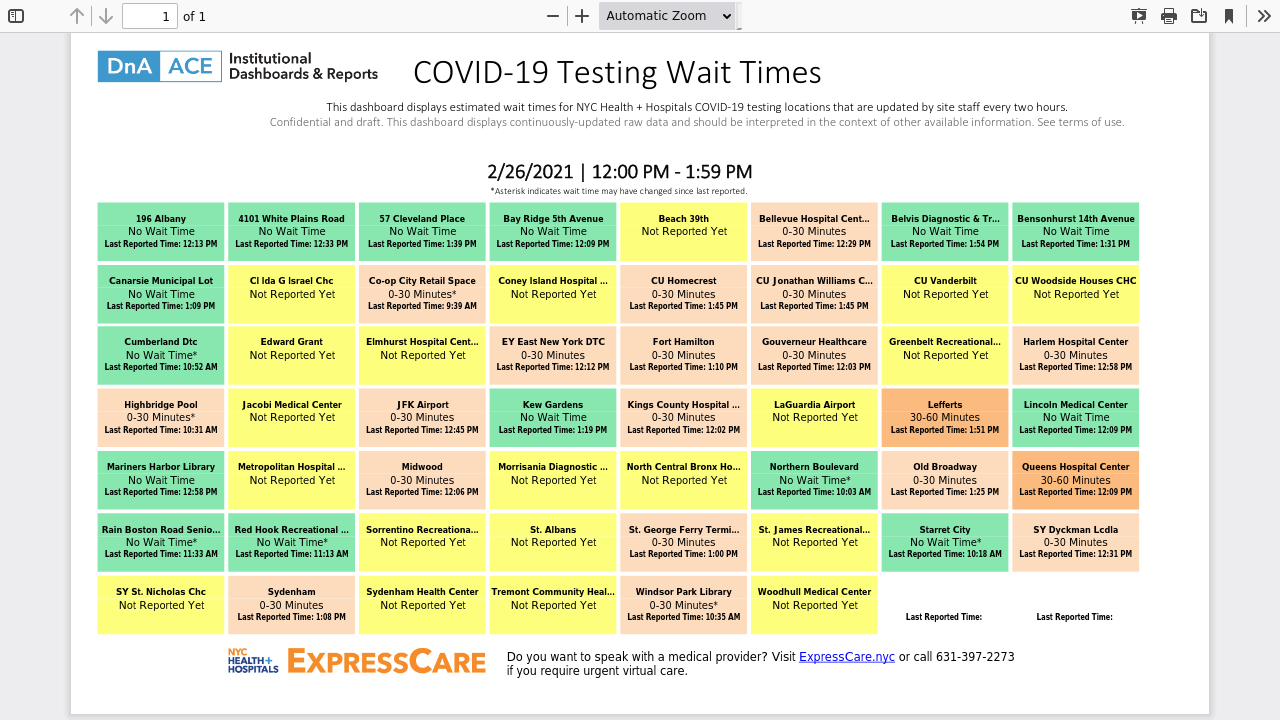 1 of 1 Automatic Zoom
DnA ACE Institutional
Dashboards & Reports
COVID-19 Testing Wait Times
This dashboard displays estimated wait times for NYC Health + Hospitals COVID-19 testing locations that are updated by site staff every two hours.
Confidential and draft. This dashboard displays continuously-updated raw data and should be interpreted in the context of other available information. See terms of use.
2/26/2021 | 12:00 PM - 1:59 PM
*Asterisk indicates wait time may have changed since last reported.
196 Albany 4101 White Plains Road 57 Cleveland Place Bay Ridge 5th Avenue Beach 39th Bellevue Hospital Cent... Belvis Diagnostic & Tr... Bensonhurst 14th Avenue
No Wait Time No Wait Time No Wait Time No Wait Time Not Reported Yet 0-30 Minutes No Wait Time No Wait Time
Last Reported Time: 12:13 PM Last Reported Time: 12:33 PM Last Reported Time: 1:39 PM Last Reported Time: 12:09 PM Last Reported Time: 12:29 PM Last Reported Time: 1:54 PM Last Reported Time: 1:31 PM
Canarsie Municipal Lot CI Ida G Israel Chc Co-op City Retail Space Coney Island Hospital ... CU Homecrest CU Jonathan Williams C... CU Vanderbilt CU Woodside Houses CHC
No Wait Time Not Reported Yet 0-30 Minutes* Not Reported Yet 0-30 Minutes 0-30 Minutes Not Reported Yet Not Reported Yet
Last Reported Time: 1:09 PM Last Reported Time: 9:39 AM Last Reported Time: 1:45 PM Last Reported Time: 1:45 PM
Cumberland Dtc Edward Grant Elmhurst Hospital Cent... EY East New York DTC Fort Hamilton Gouverneur Healthcare Greenbelt Recreational... Harlem Hospital Center
No Wait Time* Not Reported Yet Not Reported Yet 0-30 Minutes 0-30 Minutes 0-30 Minutes Not Reported Yet 0-30 Minutes
Last Reported Time: 10:52 AM Last Reported Time: 12:12 PM Last Reported Time: 1:10 PM Last Reported Time: 12:03 PM Last Reported Time: 12:58 PM
Highbridge Pool Jacobi Medical Center JFK Airport Kew Gardens Kings County Hospital ... LaGuardia Airport Lefferts Lincoln Medical Center
0-30 Minutes* Not Reported Yet 0-30 Minutes No Wait Time 0-30 Minutes Not Reported Yet 30-60 Minutes No Wait Time
Last Reported Time: 10:31 AM Last Reported Time: 12:45 PM Last Reported Time: 1:19 PM Last Reported Time: 12:02 PM Last Reported Time: 1:51 PM Last Reported Time: 12:09 PM
Mariners Harbor Library Metropolitan Hospital ... Midwood Morrisania Diagnostic ... North Central Bronx Ho... Northern Boulevard Old Broadway Queens Hospital Center
No Wait Time Not Reported Yet 0-30 Minutes Not Reported Yet Not Reported Yet No Wait Time* 0-30 Minutes 30-60 Minutes
Last Reported Time: 12:58 PM Last Reported Time: 12:06 PM Last Reported Time: 10:03 AM Last Reported Time: 1:25 PM Last Reported Time: 12:09 PM
Rain Boston Road Senio... Red Hook Recreational ... Sorrentino Recreationa... St. Albans St. George Ferry Termi... St. James Recreational... Starret City SY Dyckman Lcdla
No Wait Time* No Wait Time* Not Reported Yet Not Reported Yet 0-30 Minutes Not Reported Yet No Wait Time* 0-30 Minutes
Last Reported Time: 11:33 AM Last Reported Time: 11:13 AM Last Reported Time: 1:00 PM Last Reported Time: 10:18 AM Last Reported Time: 12:31 PM
SY St. Nicholas Chc Sydenham Sydenham Health Center Tremont Community Heal... Windsor Park Library Woodhull Medical Center
Not Reported Yet 0-30 Minutes Not Reported Yet Not Reported Yet 0-30 Minutes* Not Reported Yet
Last Reported Time: 1:08 PM Last Reported Time: 10:35 AM Last Reported Time: Last Reported Time:
NYC
HEALTH+
HOSPITALS
EXPRESSCARE
Do you want to speak with a medical provider? Visit ExpressCare.nyc or call 631-397-2273
if you require urgent virtual care.